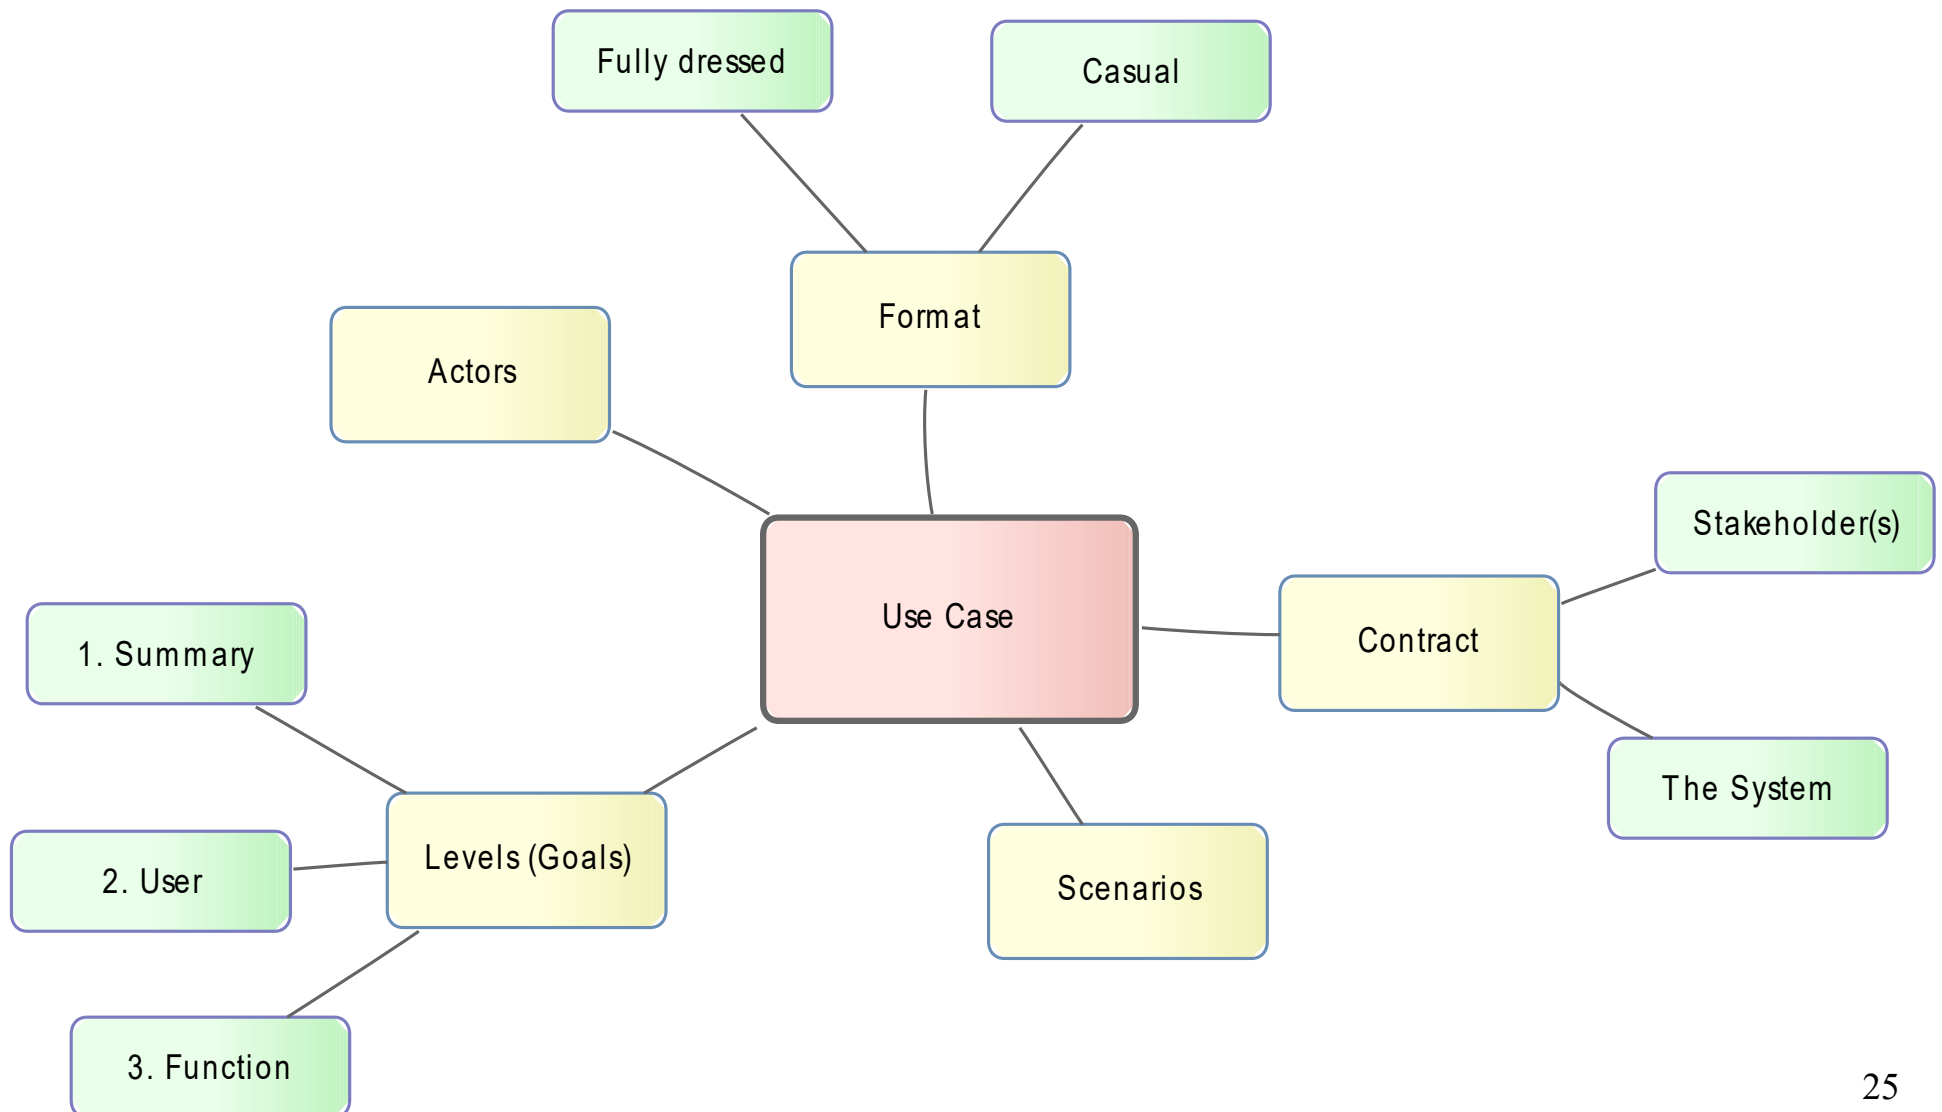 Fully dressed
Casual
Format
Actors
Stakeholder(s)
Use Case
Contract
1. Summary
The System
Levels (Goals)
2. User
Scenarios
3. Function
25